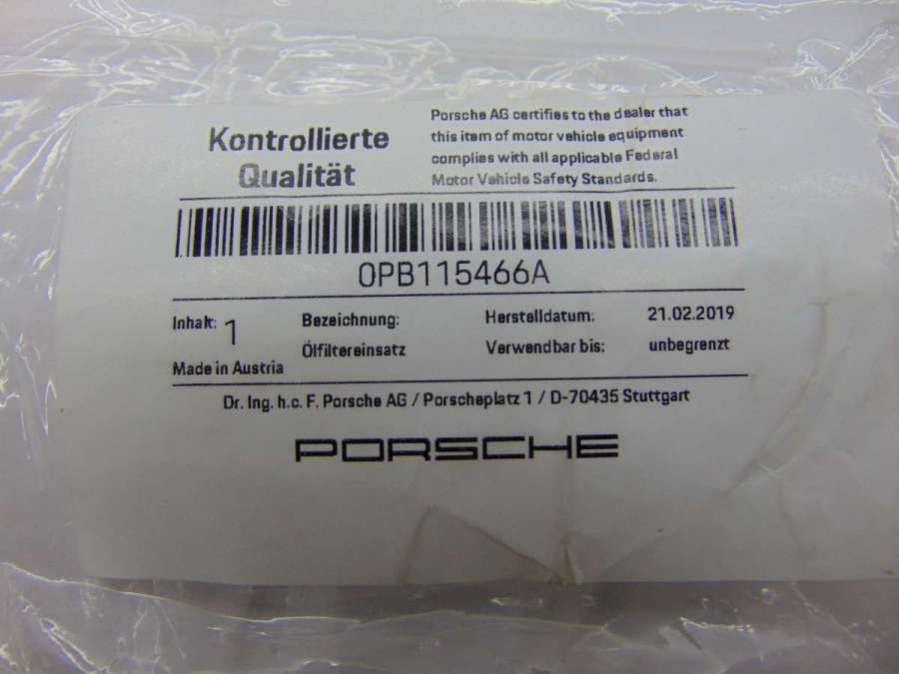 Kontrollierte
Qualität
Porsche AG certifies to the dealer that
this item of motor vehicle equipment
complies with all applicable Federal
Motor Vehicle Safety Standards.
0PB115466A
Inhalt: 1
Made in Austria
Bezeichnung:
Ölfiltereinsatz
Herstelldatum: 21.02.2019
Verwendbar bis: unbegrenzt
Dr. Ing. h.c. F. Porsche AG / Porscheplatz 1 / D-70435 Stuttgart
PORSCHE